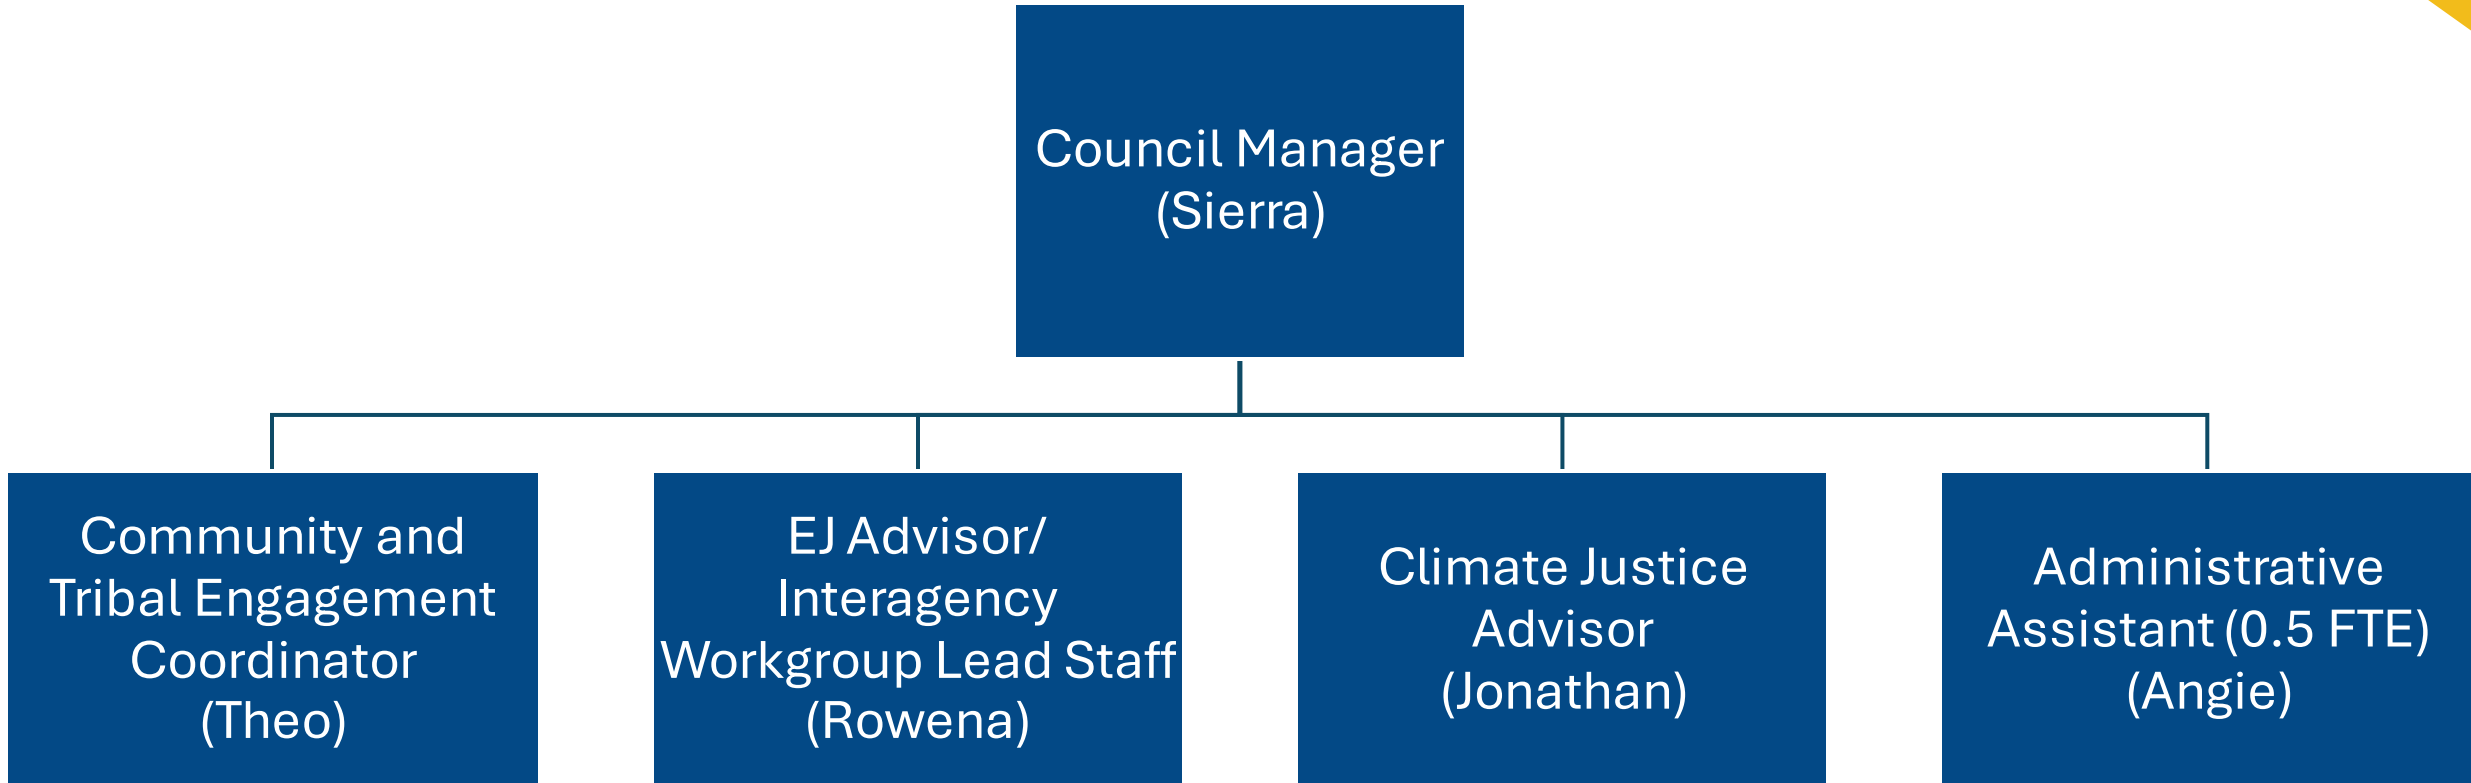 Council Manager
(Sierra)
Community and
Tribal Engagement
Coordinator
(Theo)
EJ Advisor/
Interagency
Workgroup Lead Staff
(Rowena)
Climate Justice
Advisor
(Jonathan)
Administrative
Assistant (0.5 FTE)
(Angie)